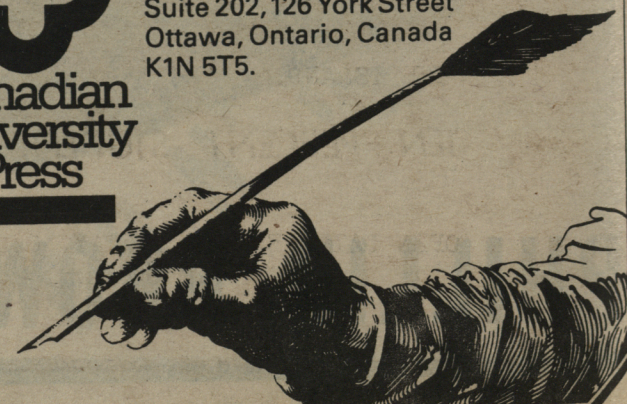 Suite 202, 126 York Street
Ottawa, Ontario, Canada
K1N 5T5.
nadian
versity
Press